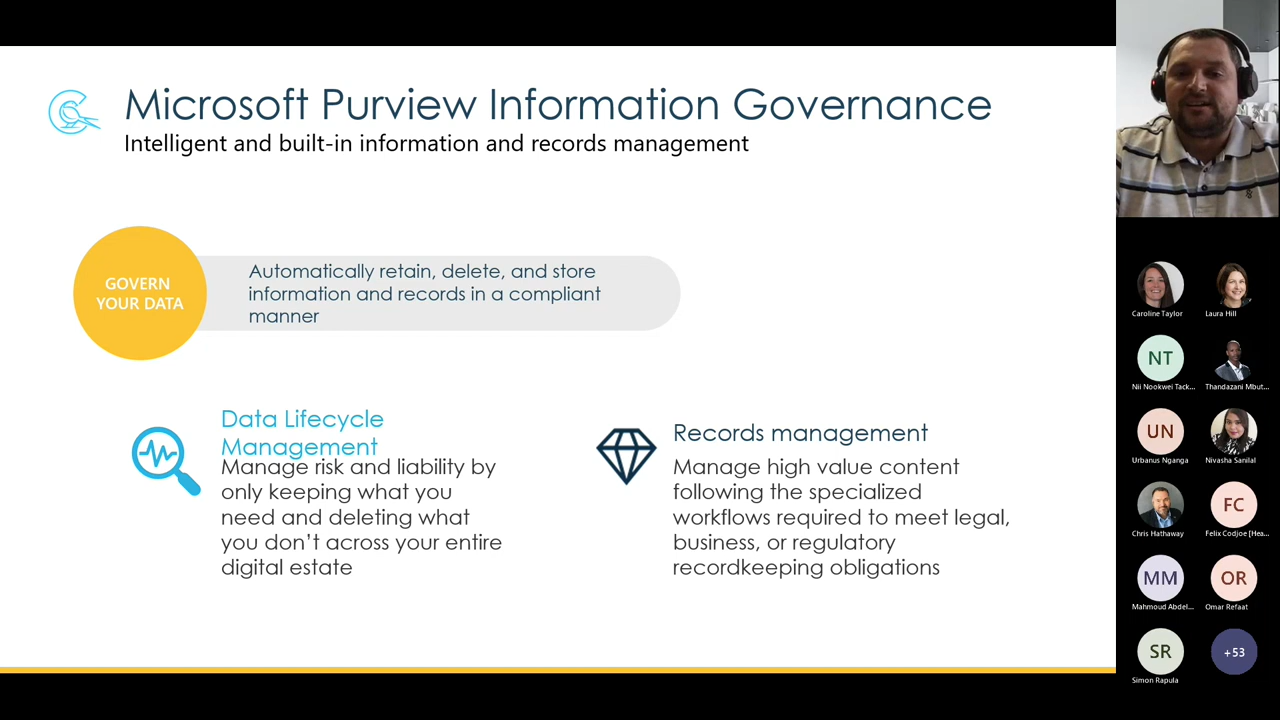 Microsoft Purview Information Governance
Intelligent and built-in information and records management
GOVERN
YOUR DATA
Automatically retain, delete, and store
information and records in a compliant
manner
Data Lifecycle
Management
Manage risk and liability by
only keeping what you
need and deleting what
you don’t across your entire
digital estate
Records management
Manage high value content
following the specialized
workflows required to meet legal,
business, or regulatory
recordkeeping obligations
Caroline Taylor
Laura Hill
NT
Nii Nookwei Tack...
Thandazani Mbut...
UN
Urbanus Nganga
Nivasha Sanilal
Chris Hathaway
FC
Felix Codjoe [Hea...
MM
Mahmoud Abdel...
OR
Omar Refaat
SR
Simon Rapula
+53